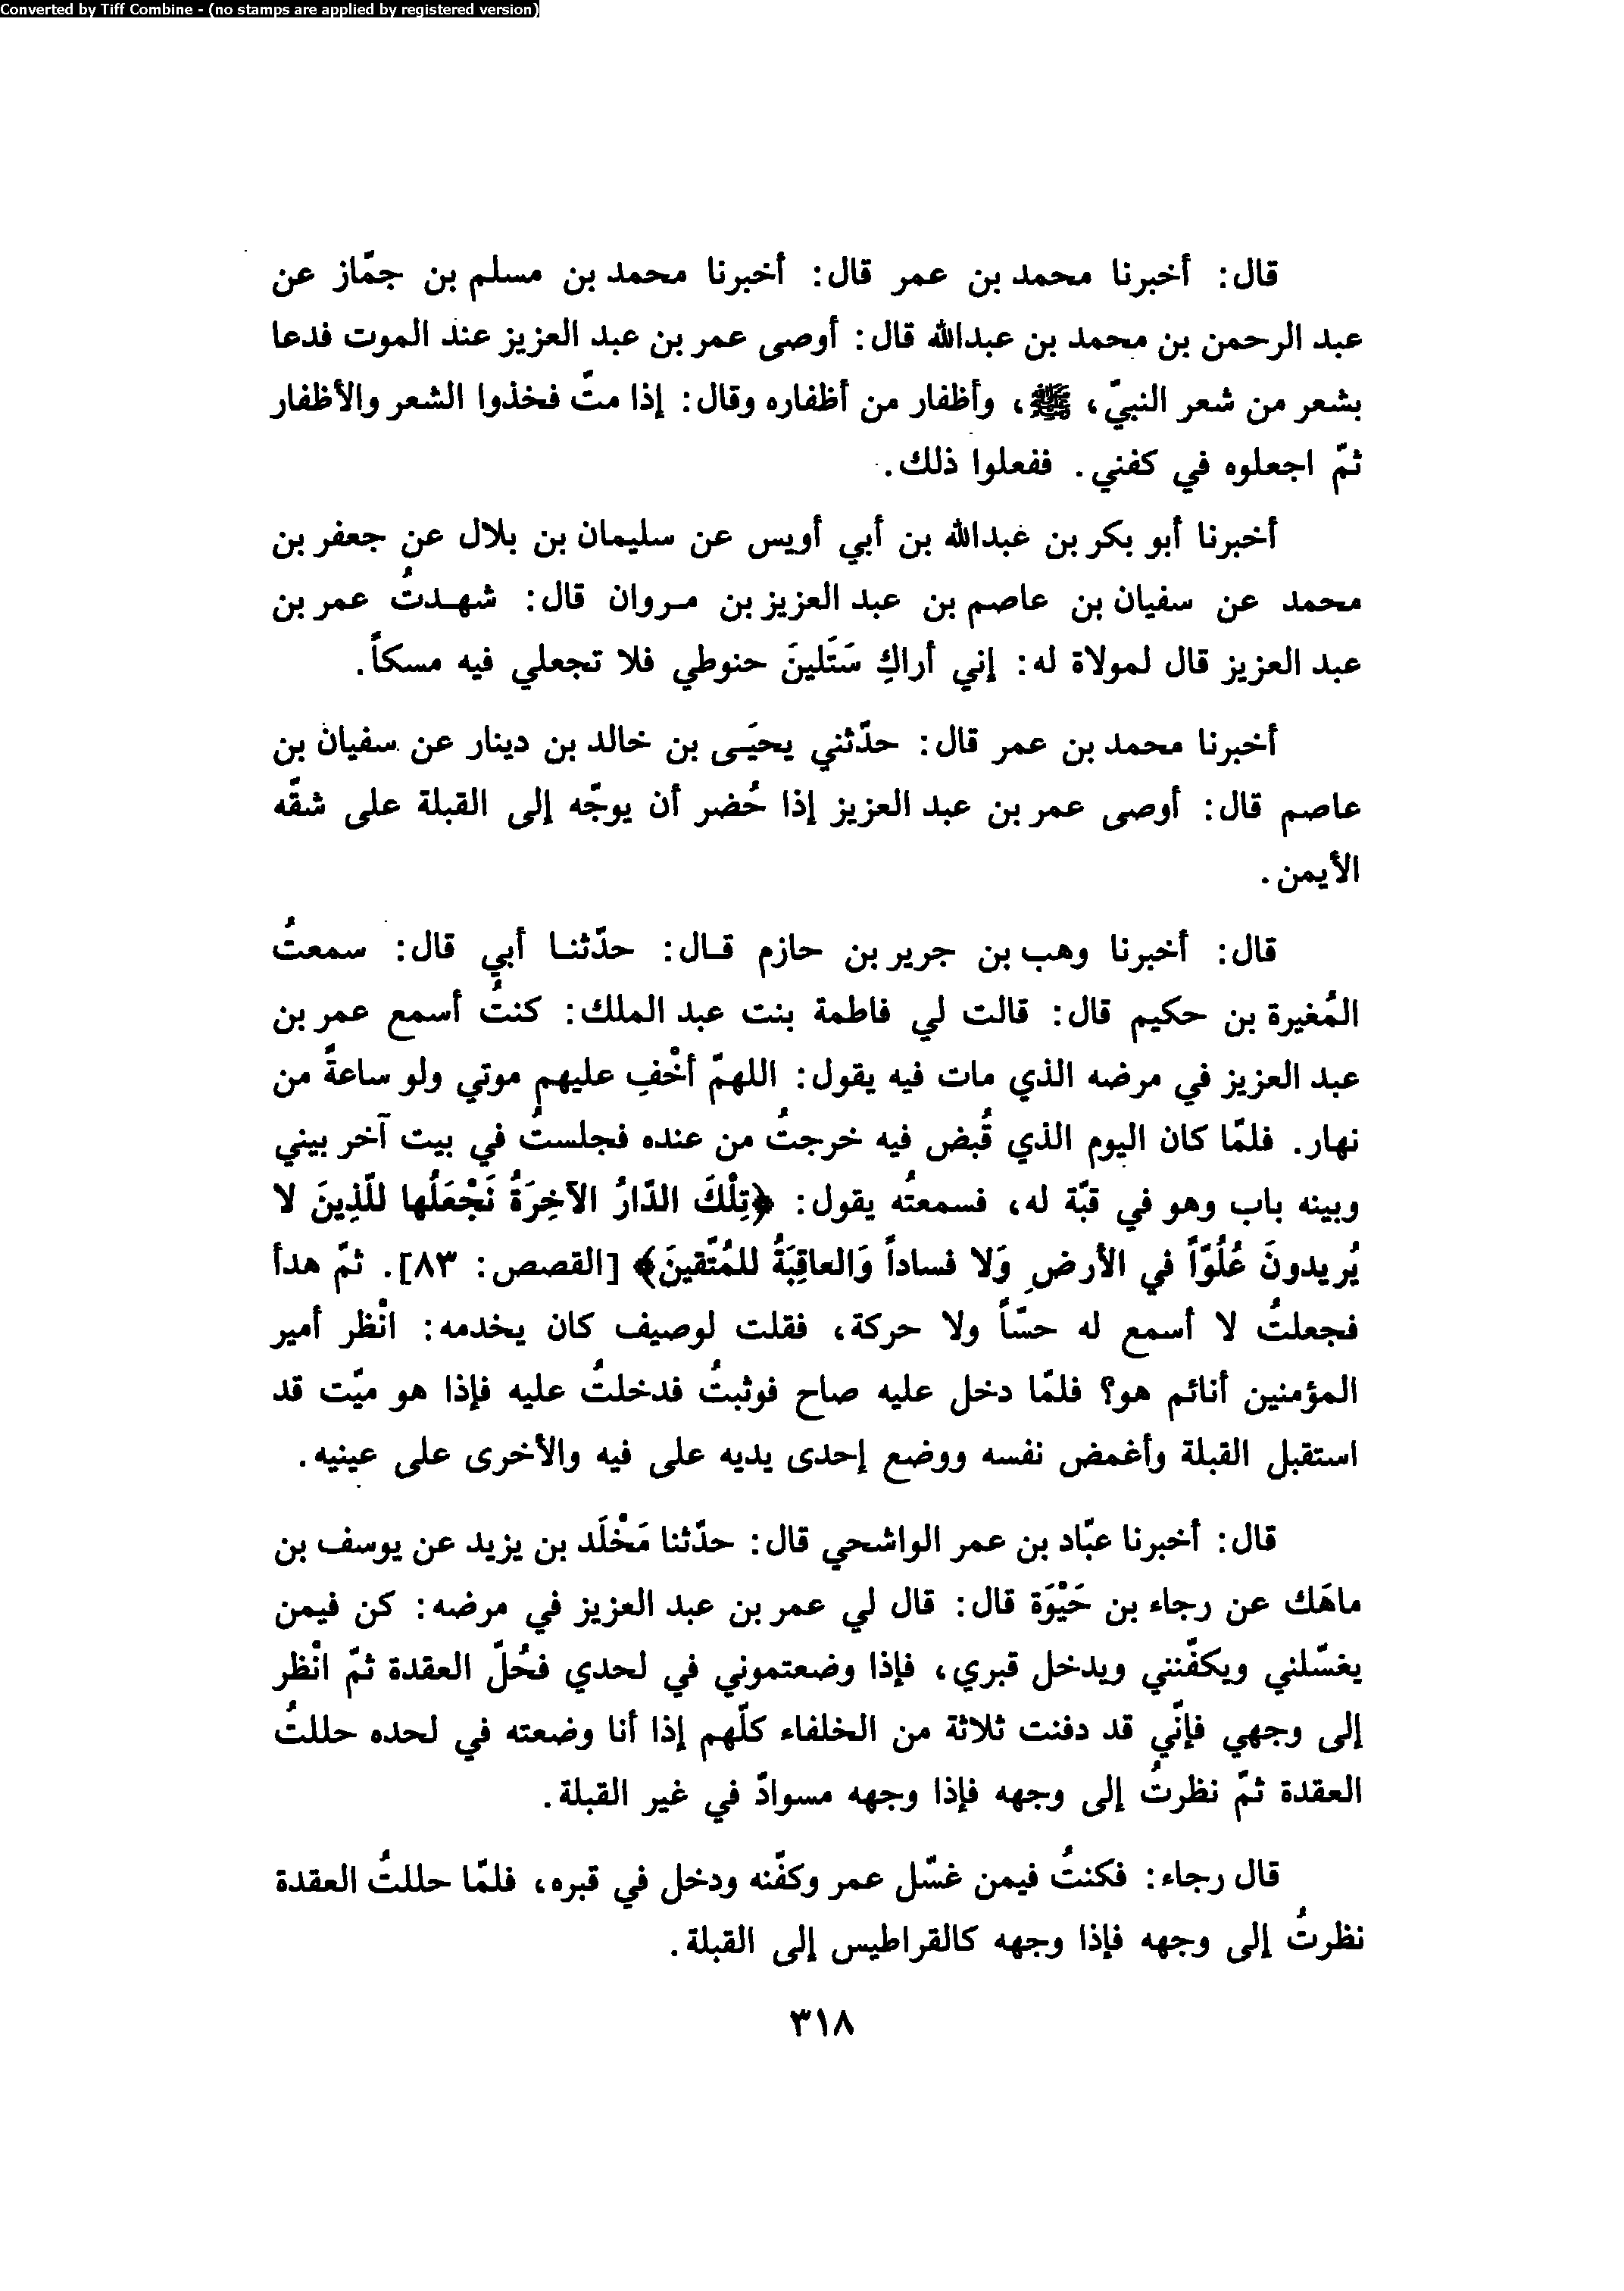 Converted by Tiff Combine - (no stamps are applied by registered version)
قال: أخبرنا محمد بن عمر قال: أخبرنا محمد بن مسلم بن جمّاز عن
عبد الرحمن بن محمد بن عبدالله قال: أوصى عمر بن عبد العزيز عند الموت فدعا
بشعر من شعر النبيّ، ﷺ، وأظفار من أظفاره وقال: إذا متّ فخذوا الشعر والأظفار
ثمّ اجعلوه في كفني. ففعلوا ذلك.
أخبرنا أبو بكر بن عبدالله بن أبي أويس عن سليمان بن بلال عن جعفر بن
محمد عن سفيان بن عاصم بن عبد العزيز بن مروان قال: شهدتُ عمر بن
عبد العزيز قال لمولاة له: إني أراكِ سَتَلينَ حنوطي فلا تجعلي فيه مسكاً.
أخبرنا محمد بن عمر قال: حدّثني يحيَى بن خالد بن دينار عن سفيان بن
عاصم قال: أوصى عمر بن عبد العزيز إذا حُضر أن يوجّه إلى القبلة على شقّه
الأيمن.
قال: أخبرنا وهب بن جرير بن حازم قال: حدّثنا أبي قال: سمعتُ
المُغيرة بن حكيم قال: قالت لي فاطمة بنت عبد الملك: كنتُ أسمع عمر بن
عبد العزيز في مرضه الذي مات فيه يقول: اللهمّ أخْفِ عليهم موتي ولو ساعةً من
نهار. فلمّا كان اليوم الذي قُبض فيه خرجتُ من عنده فجلستُ في بيت آخر بيني
وبينه باب وهو في قبّة له، فسمعتُه يقول: ﴿تِلْكَ الدّارُ الآخِرَةُ نَجْعَلُها للّذِينَ لا
يُريدونَ عُلُوّاً في الأرضِ وَلا فساداً وَالعاقِبَةُ للمُتّقينَ﴾ [القصص: ٨٣]. ثمّ هدأ
فجعلتُ لا أسمع له حسّاً ولا حركة، فقلت لوصيف كان يخدمه: انْظر أمير
المؤمنين أنائم هو؟ فلمّا دخل عليه صاح فوثبتُ فدخلتُ عليه فإذا هو ميّت قد
استقبل القبلة وأغمض نفسه ووضع إحدى يديه على فيه والأخرى على عينيه.
قال: أخبرنا عبّاد بن عمر الواشحي قال: حدّثنا مَخْلَد بن يزيد عن يوسف بن
ماهَك عن رجاء بن حَيْوَة قال: قال لي عمر بن عبد العزيز في مرضه: كن فيمن
يغسّلني ويكفّنني ويدخل قبري، فإذا وضعتموني في لحدي فحُلّ العقدة ثمّ انْظر
إلى وجهي فإنّي قد دفنت ثلاثة من الخلفاء كلّهم إذا أنا وضعته في لحده حللتُ
العقدة ثمّ نظرتُ إلى وجهه فإذا وجهه مسوادّ في غير القبلة.
قال رجاء: فكنتُ فيمن غسّل عمر وكفّنه ودخل في قبره، فلمّا حللتُ العقدة
نظرتُ إلى وجهه فإذا وجهه كالقراطيس إلى القبلة.
٣١٨